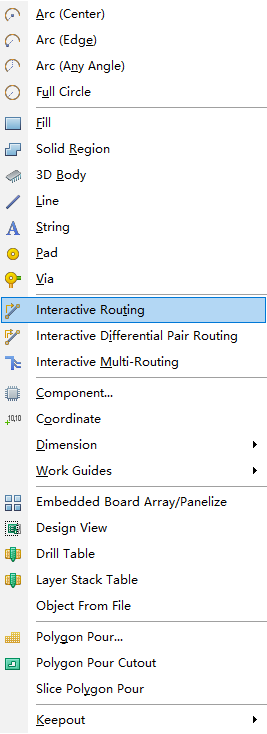 Arc (Center)
Arc (Edge)
Arc (Any Angle)
Full Circle
Fill
Solid Region
3D Body
Line
String
Pad
Via
Interactive Routing
Interactive Differential Pair Routing
Interactive Multi-Routing
Component...
+10,10 Coordinate
Dimension
Work Guides
Embedded Board Array/Panelize
Design View
Drill Table
Layer Stack Table
Object From File
Polygon Pour...
Polygon Pour Cutout
Slice Polygon Pour
Keepout